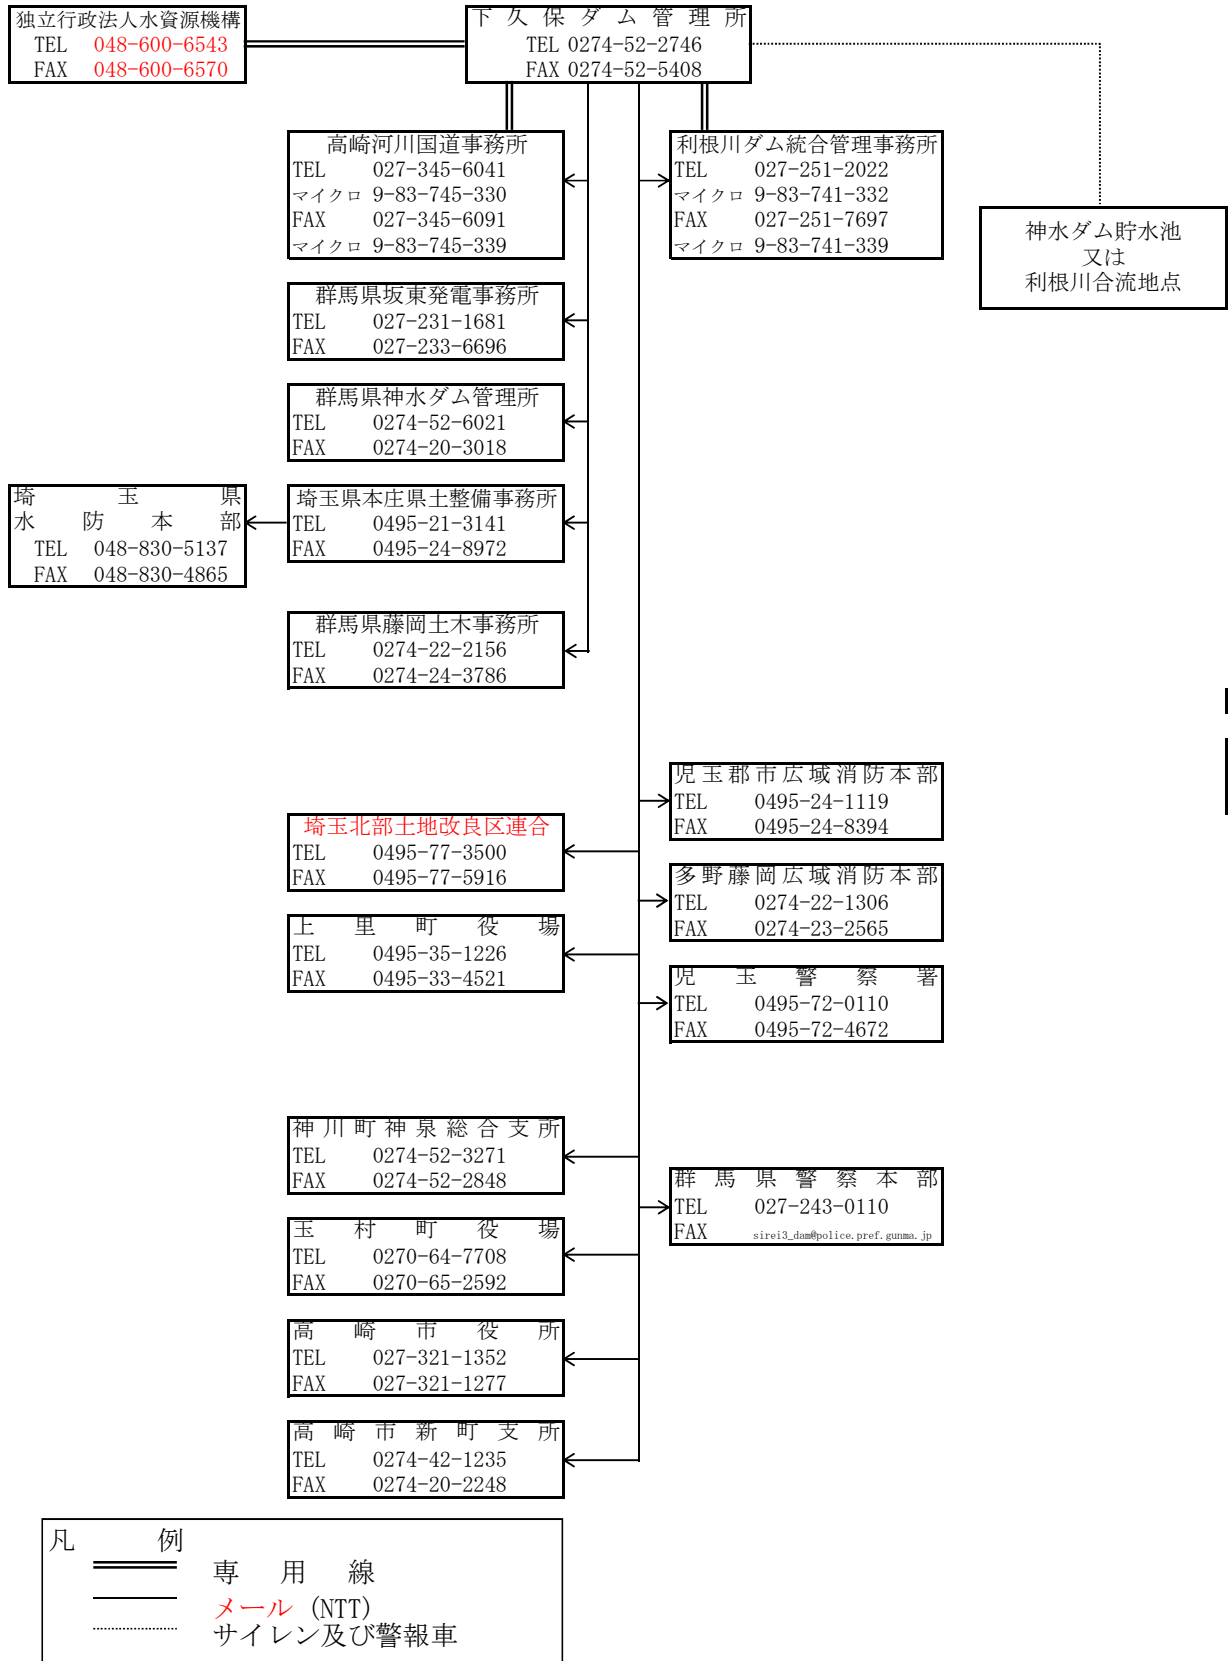 独立行政法人水資源機構
TEL 048-600-6543
FAX 048-600-6570
下久保ダム管理所
TEL 0274-52-2746
FAX 0274-52-5408
高崎河川国道事務所
TEL 027-345-6041
マイクロ 9-83-745-330
FAX 027-345-6091
マイクロ 9-83-745-339
利根川ダム統合管理事務所
TEL 027-251-2022
マイクロ 9-83-741-332
FAX 027-251-7697
マイクロ 9-83-741-339
神水ダム貯水池
又は
利根川合流地点
群馬県坂東発電事務所
TEL 027-231-1681
FAX 027-233-6696
群馬県神水ダム管理所
TEL 0274-52-6021
FAX 0274-20-3018
埼玉県
水防本部
TEL 048-830-5137
FAX 048-830-4865
埼玉県本庄県土整備事務所
TEL 0495-21-3141
FAX 0495-24-8972
群馬県藤岡土木事務所
TEL 0274-22-2156
FAX 0274-24-3786
児玉郡市広域消防本部
TEL 0495-24-1119
FAX 0495-24-8394
埼玉北部土地改良区連合
TEL 0495-77-3500
FAX 0495-77-5916
多野藤岡広域消防本部
TEL 0274-22-1306
FAX 0274-23-2565
上里町役場
TEL 0495-35-1226
FAX 0495-33-4521
児玉警察署
TEL 0495-72-0110
FAX 0495-72-4672
神川町神泉総合支所
TEL 0274-52-3271
FAX 0274-52-2848
群馬県警察本部
TEL 027-243-0110
FAX sirei3_dam@police.pref.gunma.jp
玉村町役場
TEL 0270-64-7708
FAX 0270-65-2592
高崎市役所
TEL 027-321-1352
FAX 027-321-1277
高崎市新町支所
TEL 0274-42-1235
FAX 0274-20-2248
凡例
専用線
メール (NTT)
サイレン及び警報車